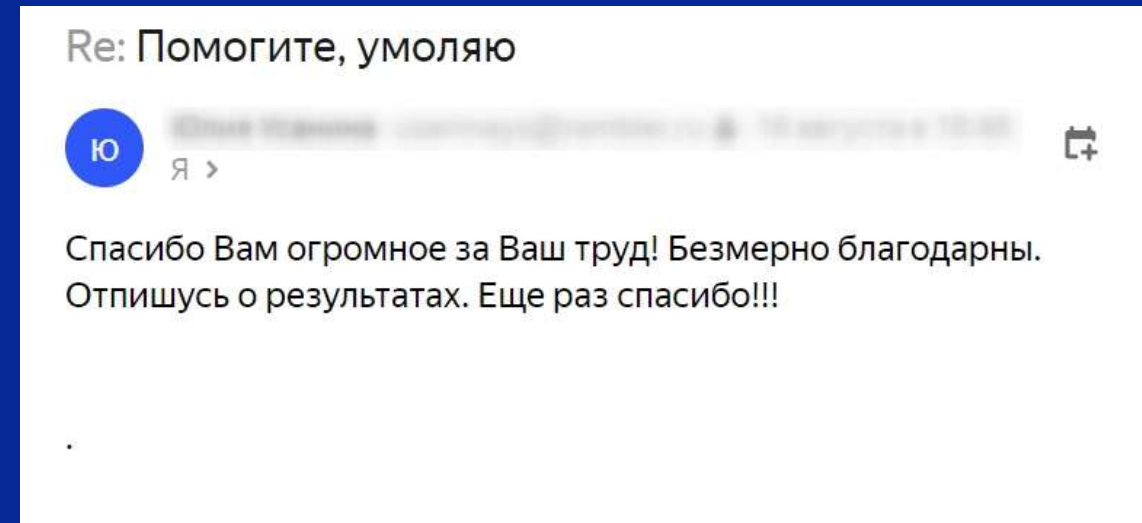 Re: Помогите, умоляю
Ю
Я >
Спасибо Вам огромное за Ваш труд! Безмерно благодарны.
Отпишусь о результатах. Еще раз спасибо!!!
.